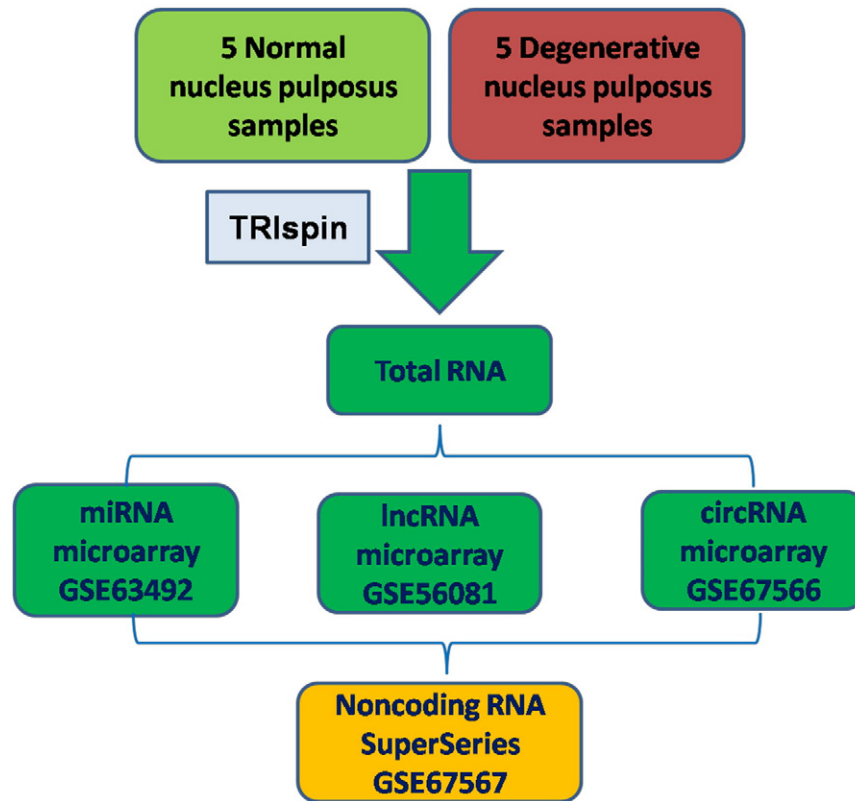 5 Normal
nucleus pulposus
samples
5 Degenerative
nucleus pulposus
samples
TRIspin
Total RNA
miRNA
microarray
GSE63492
lncRNA
microarray
GSE56081
circRNA
microarray
GSE67566
Noncoding RNA
SuperSeries
GSE67567